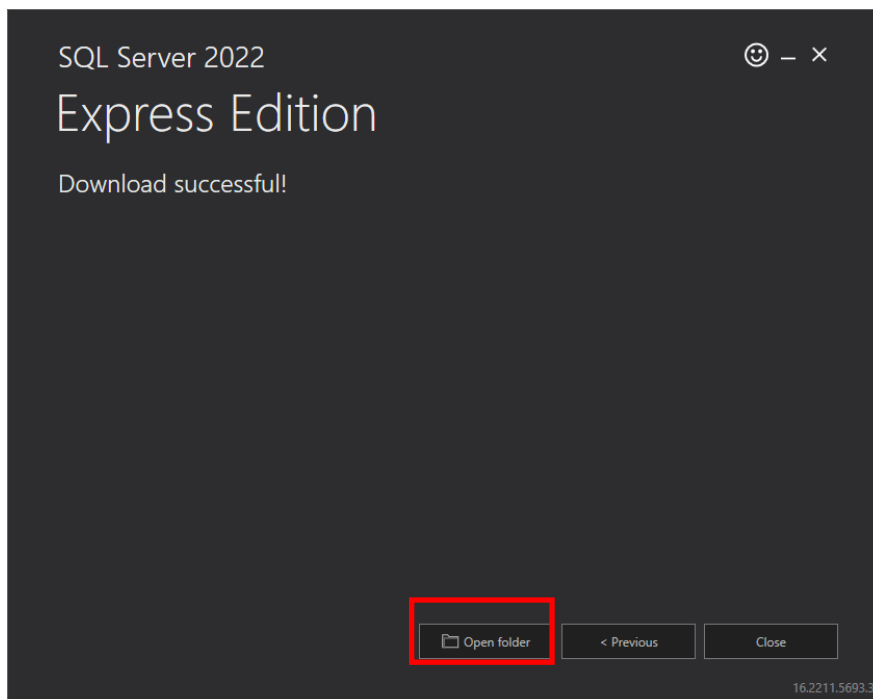 SQL Server 2022
Express Edition
Download successful!
Open folder
< Previous
Close
16.2211.5693.3